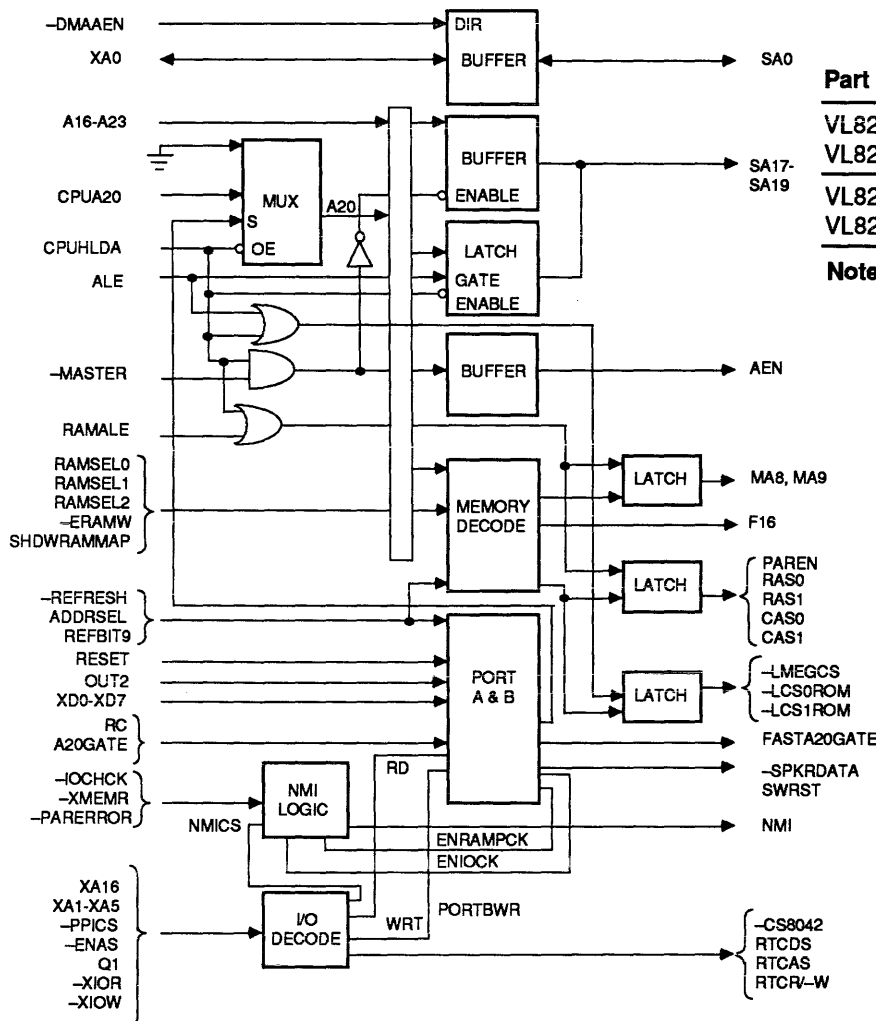 –DMAAEN
DIR
XA0
BUFFER
SA0
Part
VL82
VL82
VL82
VL82
Note
A16-A23
BUFFER
ENABLE
SA17-
SA19
CPUA20
MUX
A20
S
CPUHLDA
OE
LATCH
GATE
ENABLE
ALE
–MASTER
BUFFER
AEN
RAMALE
RAMSEL0
RAMSEL1
RAMSEL2
–ERAMW
SHDWRAMMAP
MEMORY
DECODE
LATCH
MA8, MA9
F16
LATCH
PAREN
RAS0
RAS1
CAS0
CAS1
–REFRESH
ADDRSEL
REFBIT9
RESET
OUT2
XD0-XD7
PORT
A & B
LATCH
–LMEGCS
–LCS0ROM
–LCS1ROM
RC
A20GATE
FASTA20GATE
RD
–SPKRDATA
SWRST
–IOCHCK
–XMEMR
–PARERROR
NMI
LOGIC
NMICS
NMI
ENRAMPCK
ENIOCK
XA16
XA1-XA5
–PPICS
–ENAS
Q1
–XIOR
–XIOW
I/O
DECODE
WRT
PORTBWR
–CS8042
RTCDS
RTCAS
RTCR/–W